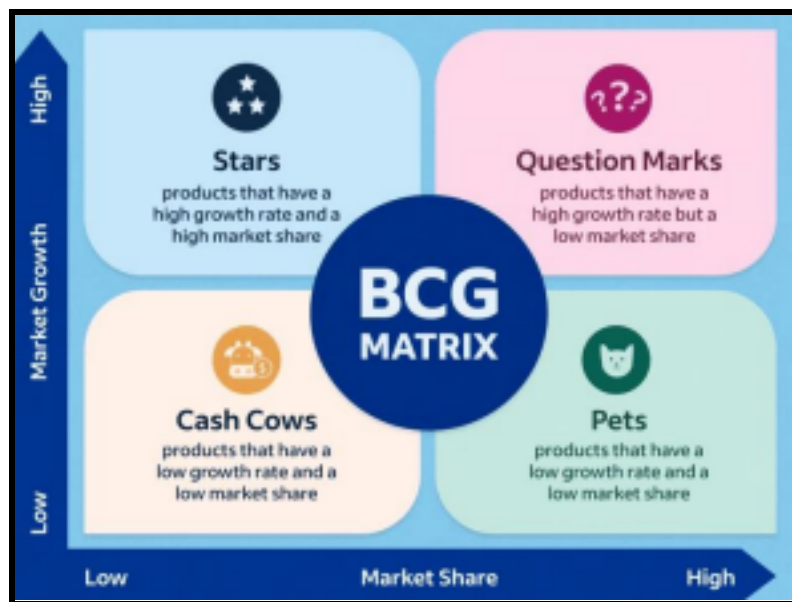 High
Market Growth
Low
Stars
products that have a
high growth rate and a
high market share
???
Question Marks
products that have a
high growth rate but a
low market share
BCG
MATRIX
$
Cash Cows
products that have a
low growth rate and a
low market share
Pets
products that have a
low growth rate and a
low market share
Low
Market Share
High